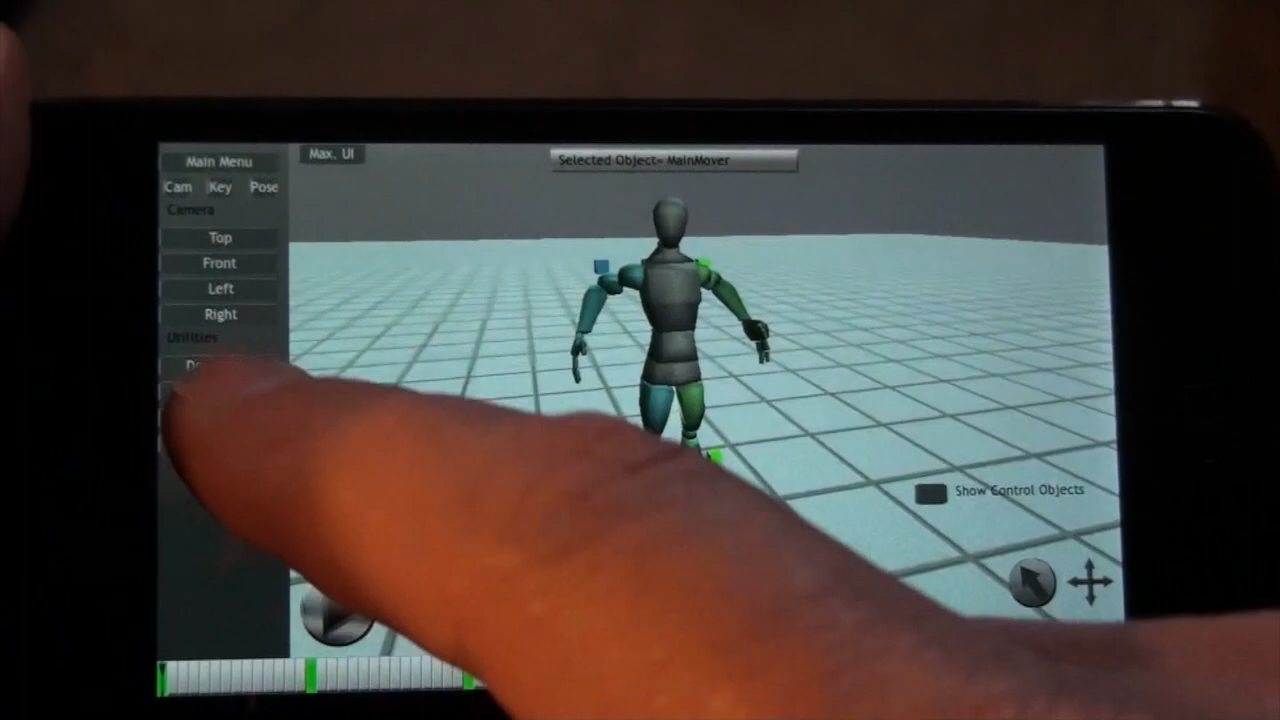 Main Menu
Max. UI
Selected Object- MainMover
Cam Key Pose
Camera
Top
Front
Left
Right
Utilities
Show Control Objects